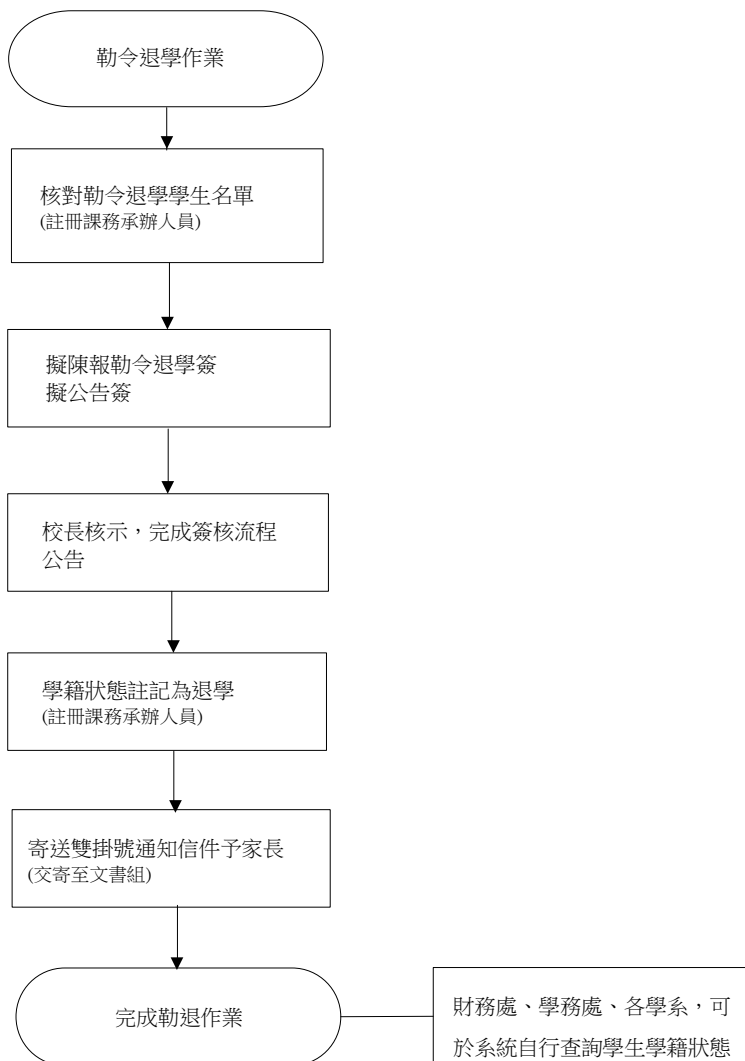 勒令退學作業
核對勒令退學學生名單
(註冊課務承辦人員)
擬陳報勒令退學簽
擬公告簽
校長核示，完成簽核流程
公告
學籍狀態註記為退學
(註冊課務承辦人員)
寄送雙掛號通知信件予家長
(交寄至文書組)
完成勒退作業
財務處、學務處、各學系，可
於系統自行查詢學生學籍狀態